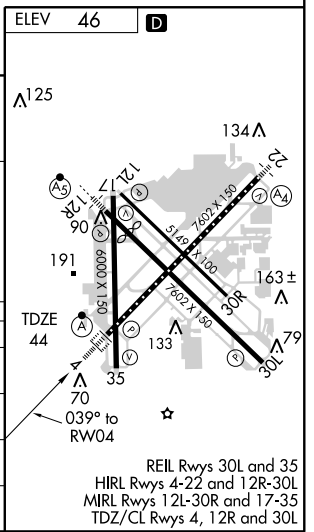 ELEV 46 D
125
134
22
A5
17
12L
12R
P
V
A4
90
P
V
7602 X 150
5149 X 100
6000 X 150
191
7602 X 150
30R
163 ±
TDZE
44
A
P
133
79
4
V
P
30L
35
70
039° to
RW04
REIL Rwys 30L and 35
HIRL Rwys 4-22 and 12R-30L
MIRL Rwys 12L-30R and 17-35
TDZ/CL Rwys 4, 12R and 30L